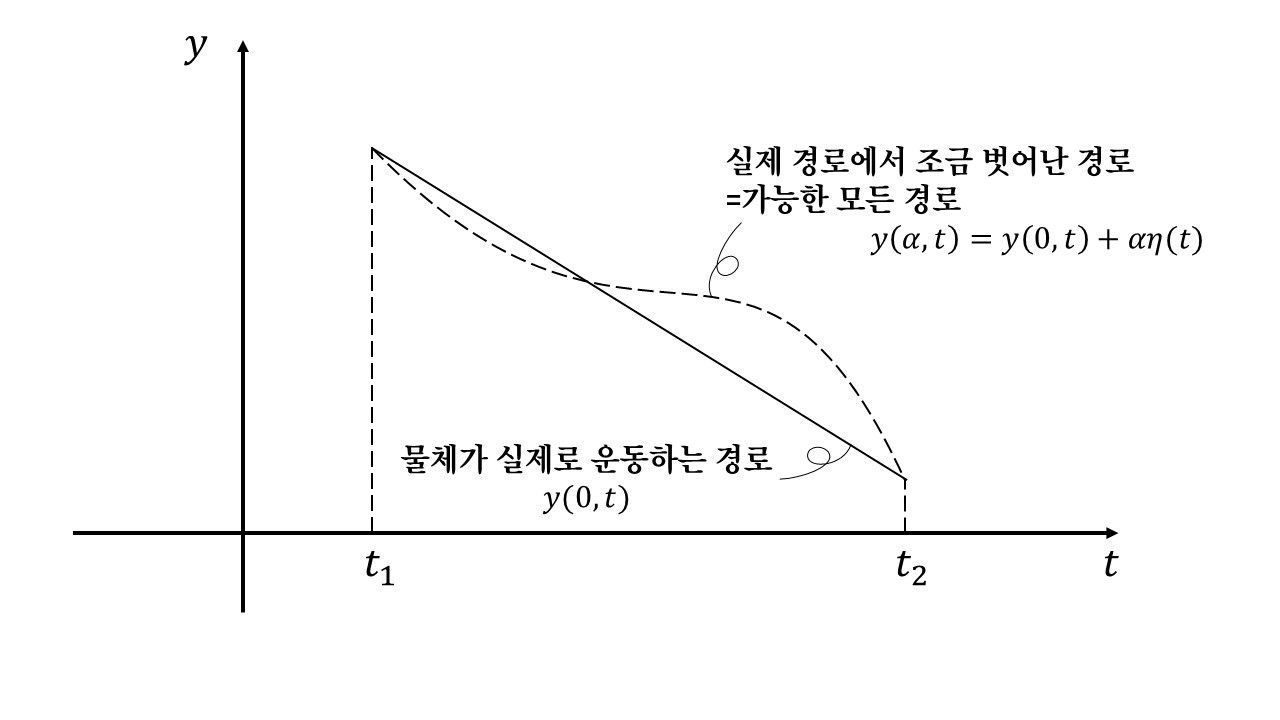 y
실제 경로에서 조금 벗어난 경로
=가능한 모든 경로
y(α, t) = y(0, t) + αη(t)
물체가 실제로 운동하는 경로
y(0, t)
t₁
t₂
t